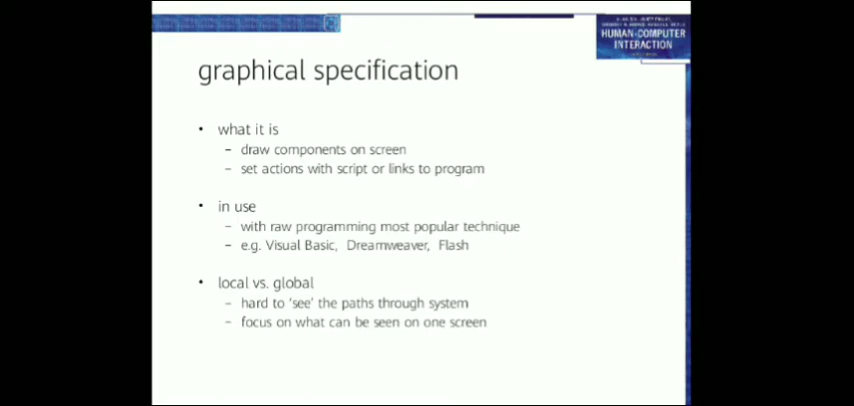 HUMAN-COMPUTER
INTERACTION
graphical specification
• what it is
– draw components on screen
– set actions with script or links to program
• in use
– with raw programming most popular technique
– e.g. Visual Basic, Dreamweaver, Flash
• local vs. global
– hard to ‘see’ the paths through system
– focus on what can be seen on one screen